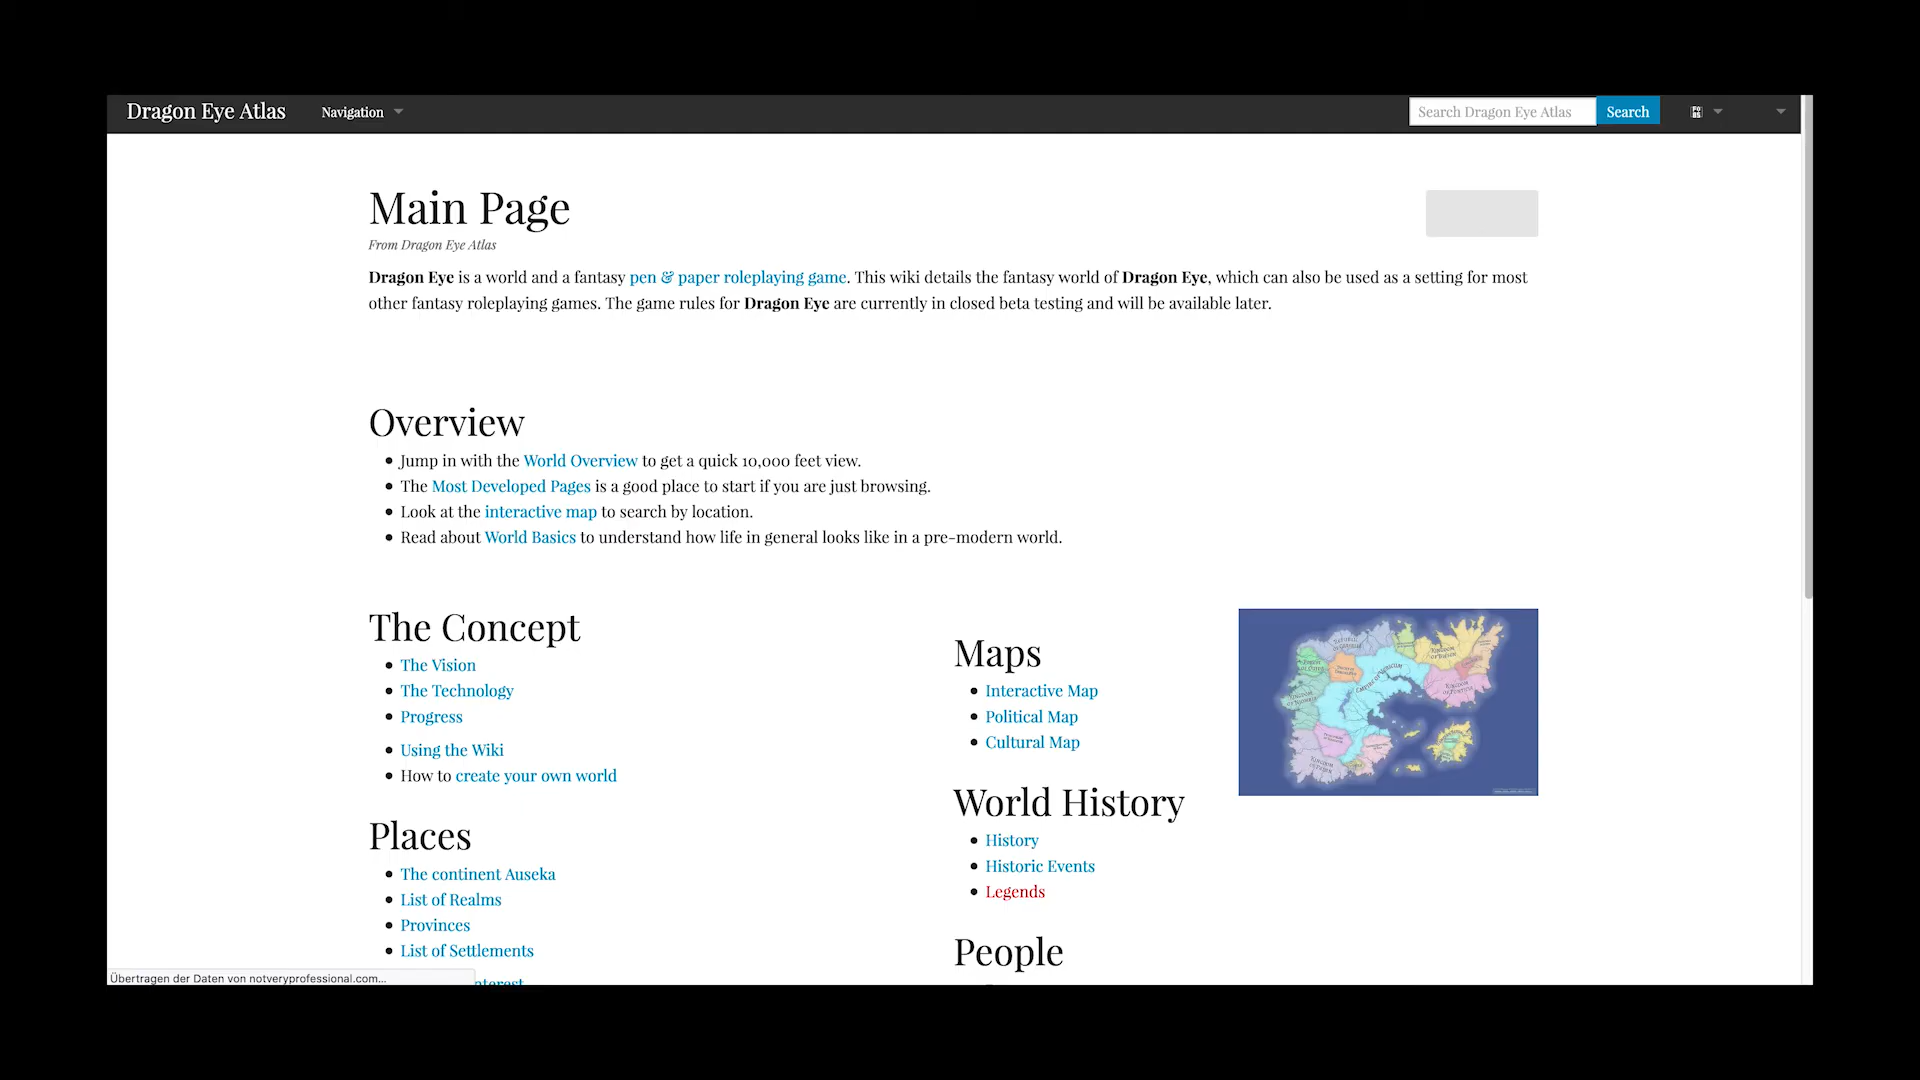 Dragon Eye Atlas
Navigation
Search Dragon Eye Atlas
Search
Main Page
From Dragon Eye Atlas
Dragon Eye is a world and a fantasy pen & paper roleplaying game. This wiki details the fantasy world of Dragon Eye, which can also be used as a setting for most
other fantasy roleplaying games. The game rules for Dragon Eye are currently in closed beta testing and will be available later.
Overview
Jump in with the World Overview to get a quick 10,000 feet view.
The Most Developed Pages is a good place to start if you are just browsing.
Look at the interactive map to search by location.
Read about World Basics to understand how life in general looks like in a pre-modern world.
The Concept
The Vision
The Technology
Progress
Using the Wiki
How to create your own world
Places
The continent Auseka
List of Realms
Provinces
List of Settlements
Maps
Interactive Map
Political Map
Cultural Map
World History
History
Historic Events
Legends
People
Übertragen der Daten von notveryprofessional.com...